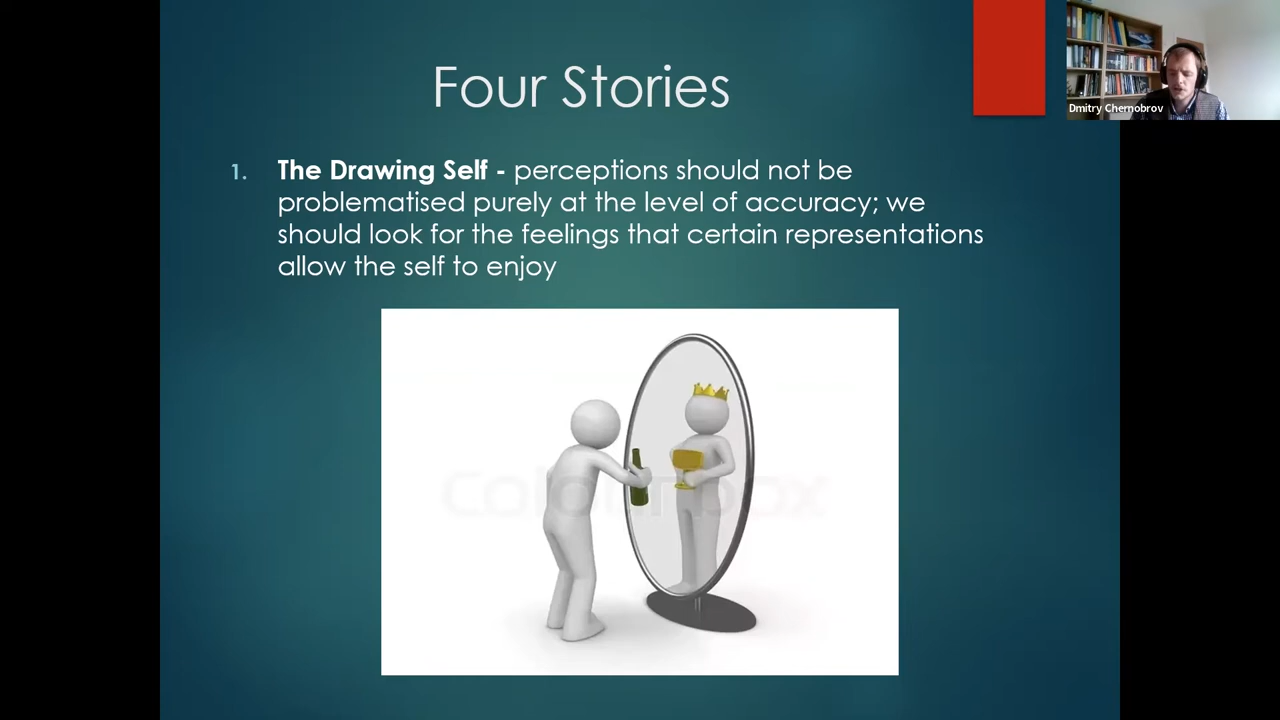 Four Stories
Dmitry Chernobrov
1. The Drawing Self - perceptions should not be
problematised purely at the level of accuracy; we
should look for the feelings that certain representations
allow the self to enjoy
Colourbox